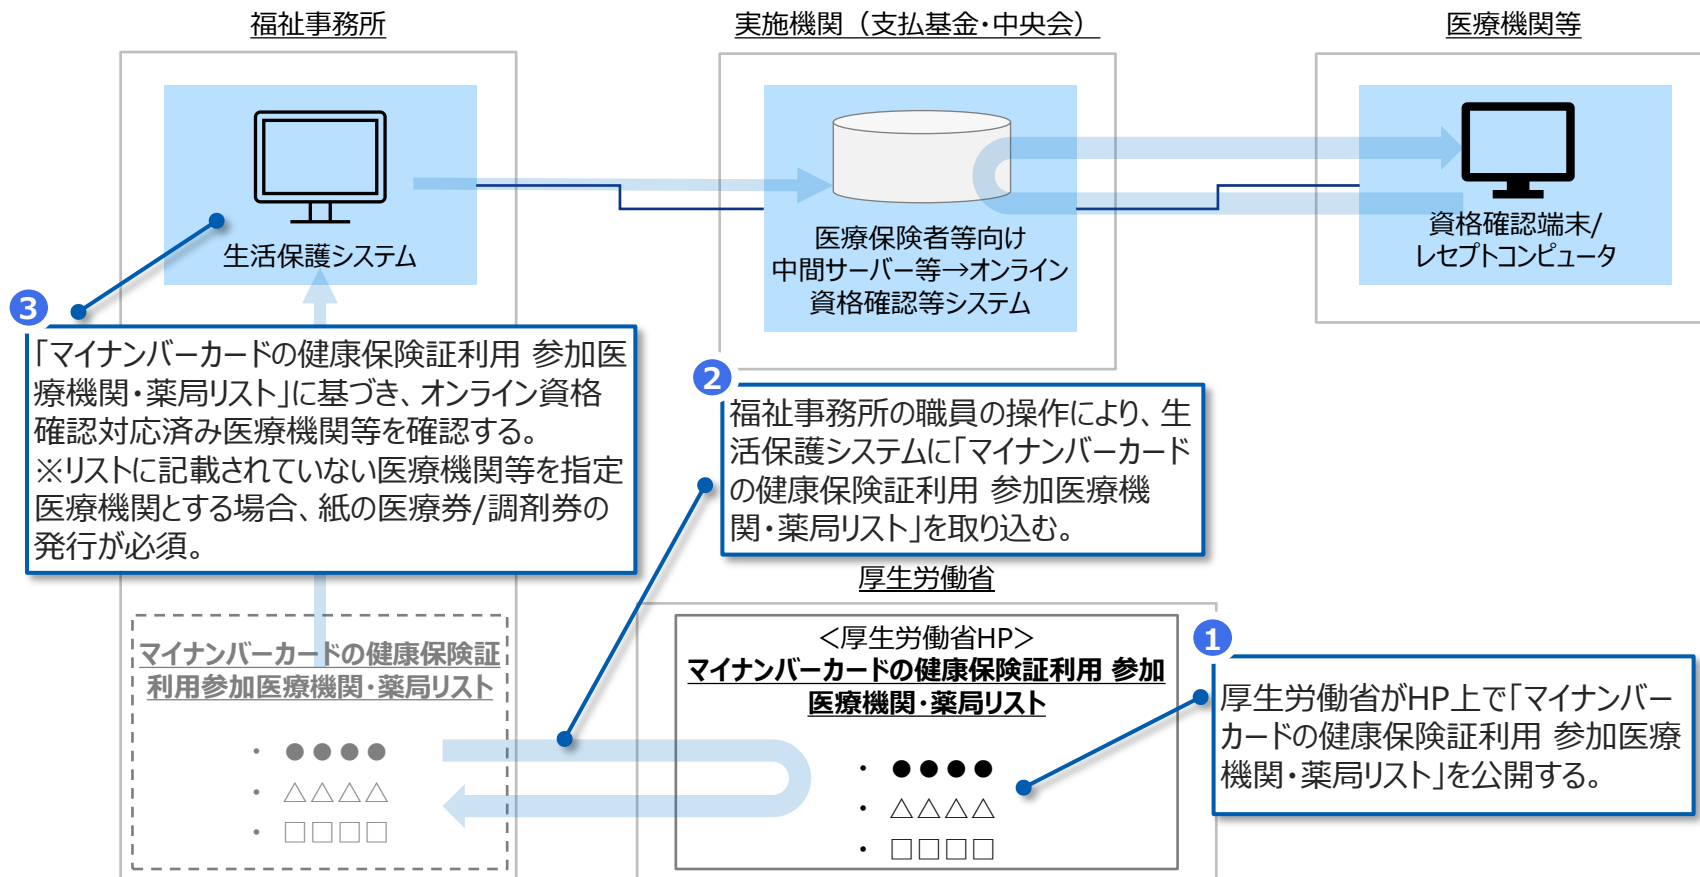 福祉事務所
実施機関（支払基金・中央会）
医療機関等
生活保護システム
医療保険者等向け
中間サーバー等→オンライン
資格確認等システム
資格確認端末/
レセプトコンピュータ
3
「マイナンバーカードの健康保険証利用 参加医
療機関・薬局リスト」に基づき、オンライン資格
確認対応済み医療機関等を確認する。
※リストに記載されていない医療機関等を指定
医療機関とする場合、紙の医療券/調剤券の
発行が必須。
2
福祉事務所の職員の操作により、生
活保護システムに「マイナンバーカード
の健康保険証利用 参加医療機
関・薬局リスト」を取り込む。
厚生労働省
マイナンバーカードの健康保険証
利用参加医療機関・薬局リスト
・ ●●●●
・ △△△△
・ □□□□
＜厚生労働省HP＞
マイナンバーカードの健康保険証利用 参加
医療機関・薬局リスト
・ ●●●●
・ △△△△
・ □□□□
1
厚生労働省がHP上で「マイナンバー
カードの健康保険証利用 参加医療
機関・薬局リスト」を公開する。